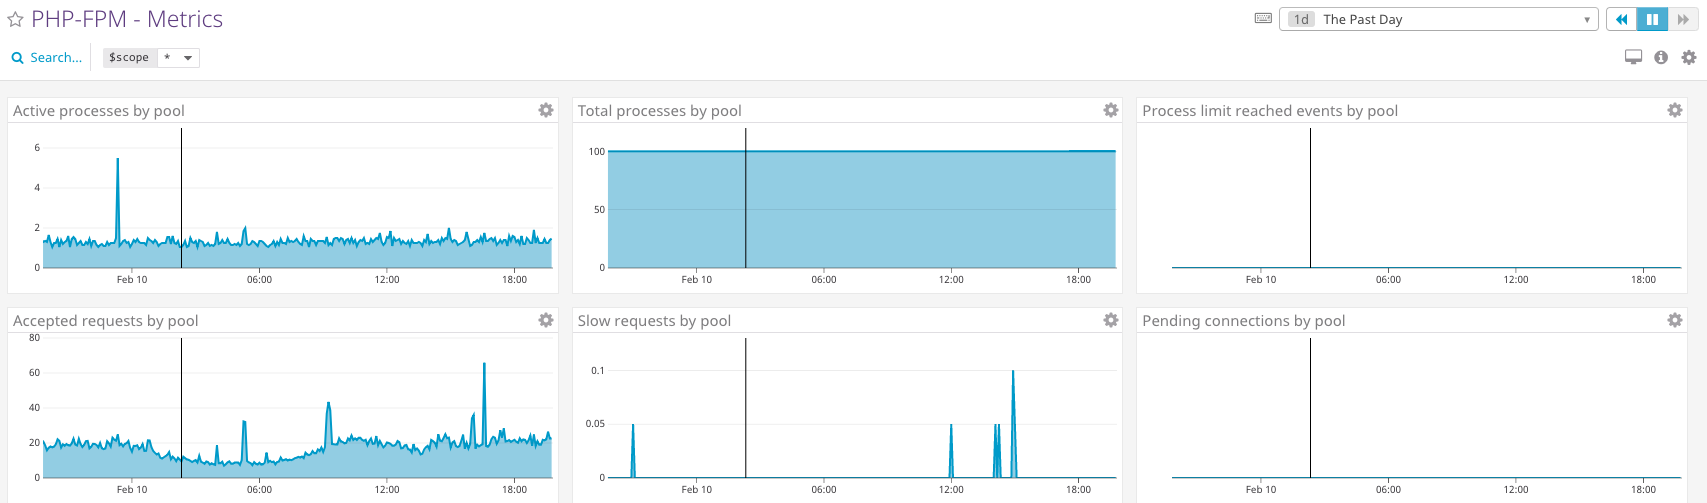 PHP-FPM - Metrics
1d The Past Day
Search...
$scope *
Active processes by pool
6
4
2
0
Feb 10 06:00 12:00 18:00
Total processes by pool
100
50
0
Feb 10 06:00 12:00 18:00
Process limit reached events by pool
Feb 10 06:00 12:00 18:00
Accepted requests by pool
80
60
40
20
0
Feb 10 06:00 12:00 18:00
Slow requests by pool
0.1
0.05
0
Feb 10 06:00 12:00 18:00
Pending connections by pool
Feb 10 06:00 12:00 18:00